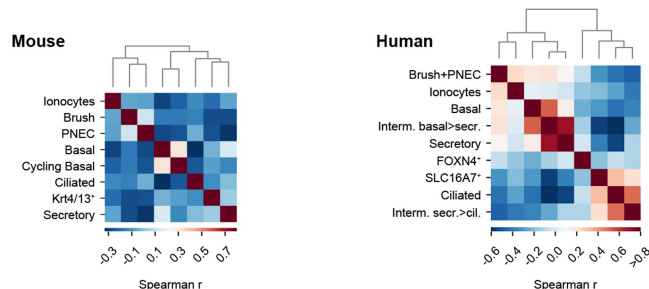 Mouse
Ionocytes
Brush
PNEC
Basal
Cycling Basal
Ciliated
Krt4/13⁺
Secretory
-0.3
-0.1
0.1
0.3
0.5
0.7
Spearman r
Human
Brush+PNEC
Ionocytes
Basal
Interm. basal>secr.
Secretory
FOXN4⁺
SLC16A7⁺
Ciliated
Interm. secr.>cil.
-0.6
-0.4
-0.2
0.0
0.2
0.4
0.6
>0.8
Spearman r